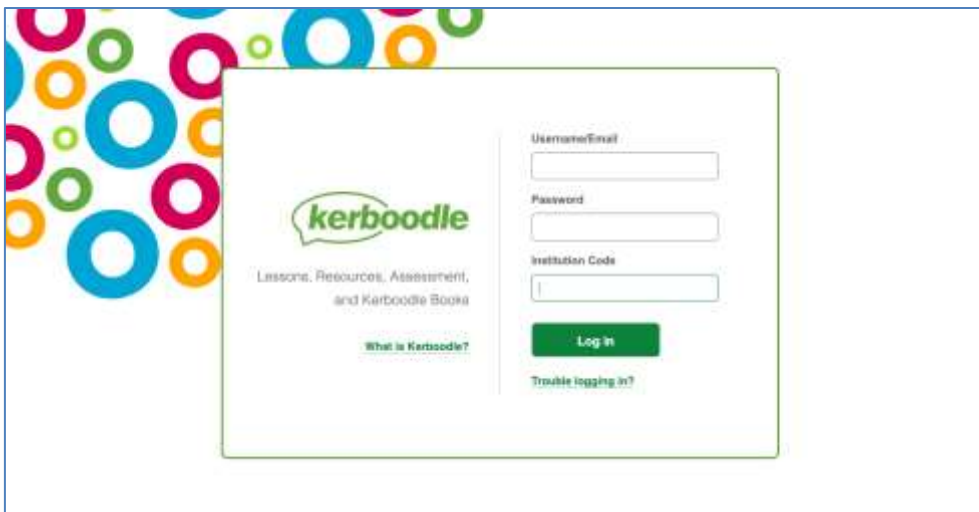 kerboodle
Lessons, Resources, Assessment,
and Kerboodle Books
What is Kerboodle?
Username/Email
Password
Institution Code
Log in
Trouble logging in?